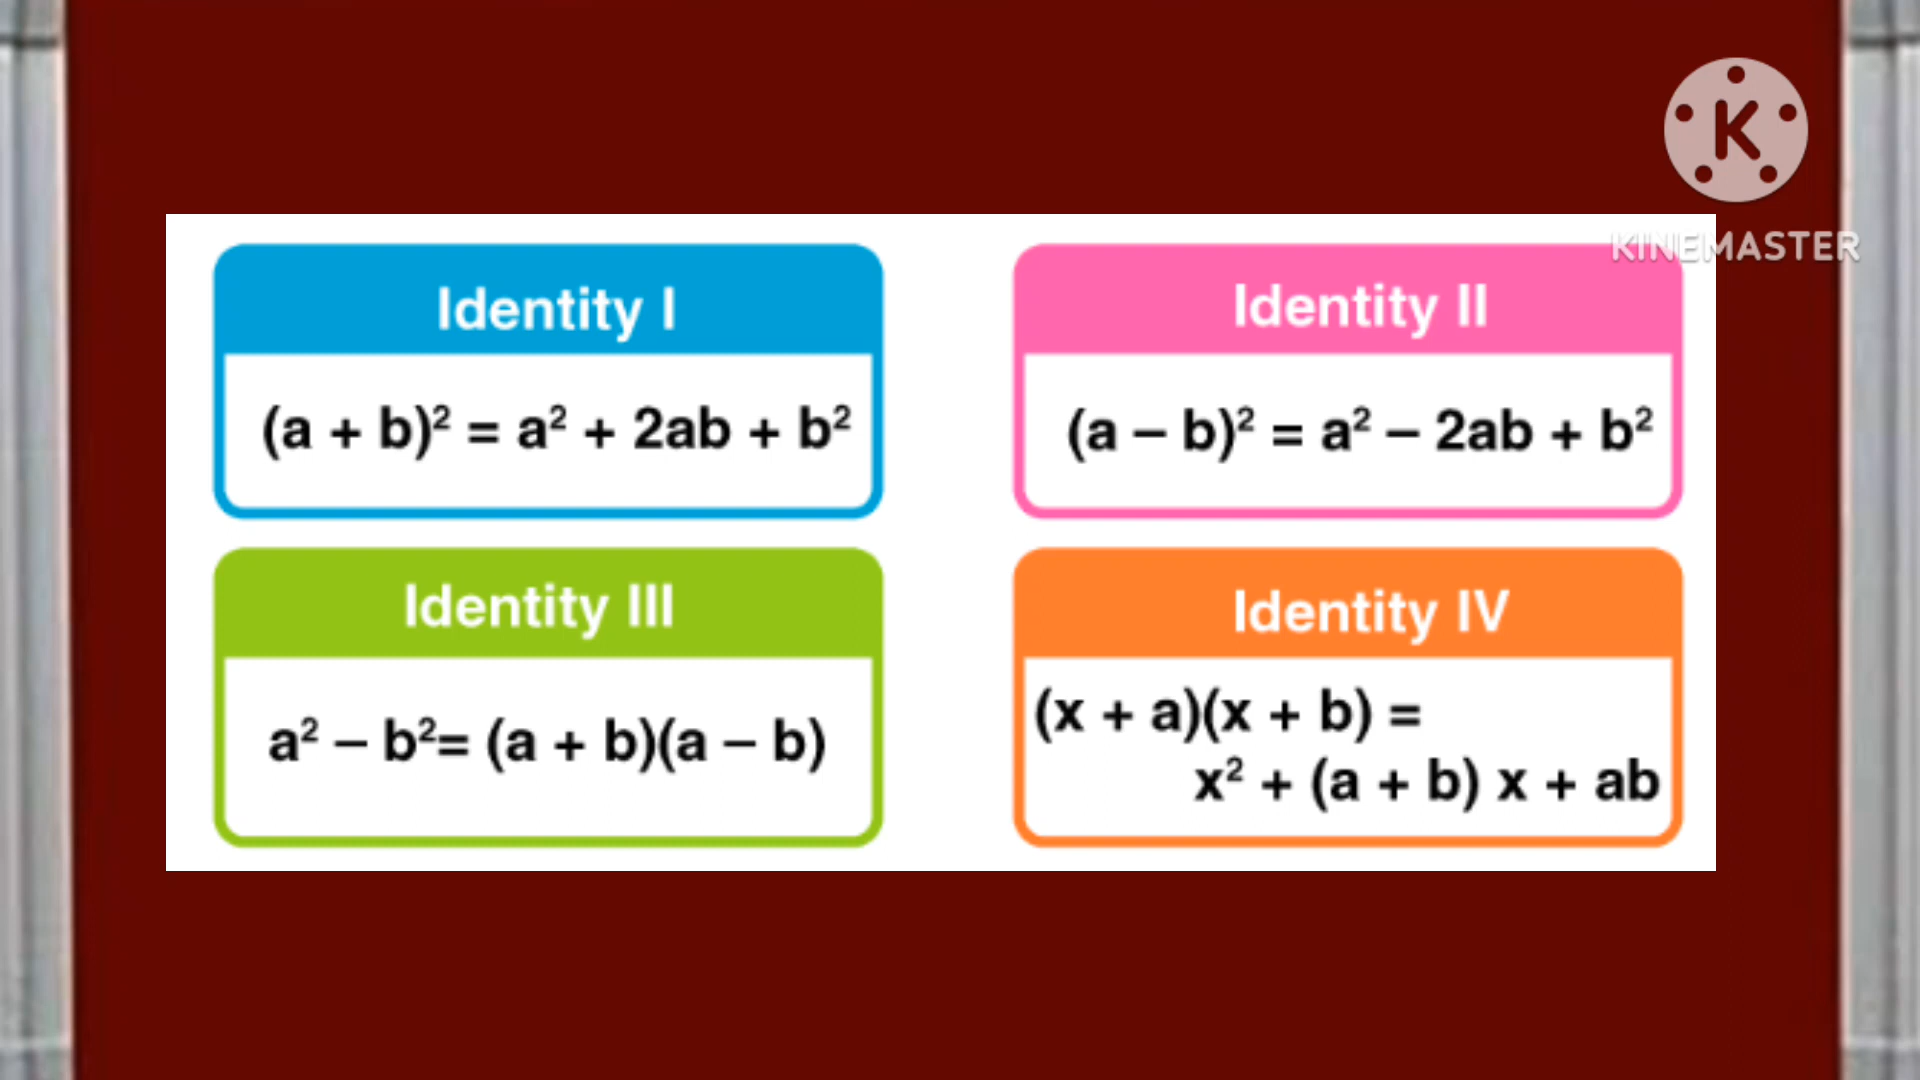 K
KINEMASTER
Identity I
(a + b)² = a² + 2ab + b²
Identity II
(a – b)² = a² – 2ab + b²
Identity III
a² – b²= (a + b)(a – b)
Identity IV
(x + a)(x + b) =
x² + (a + b) x + ab